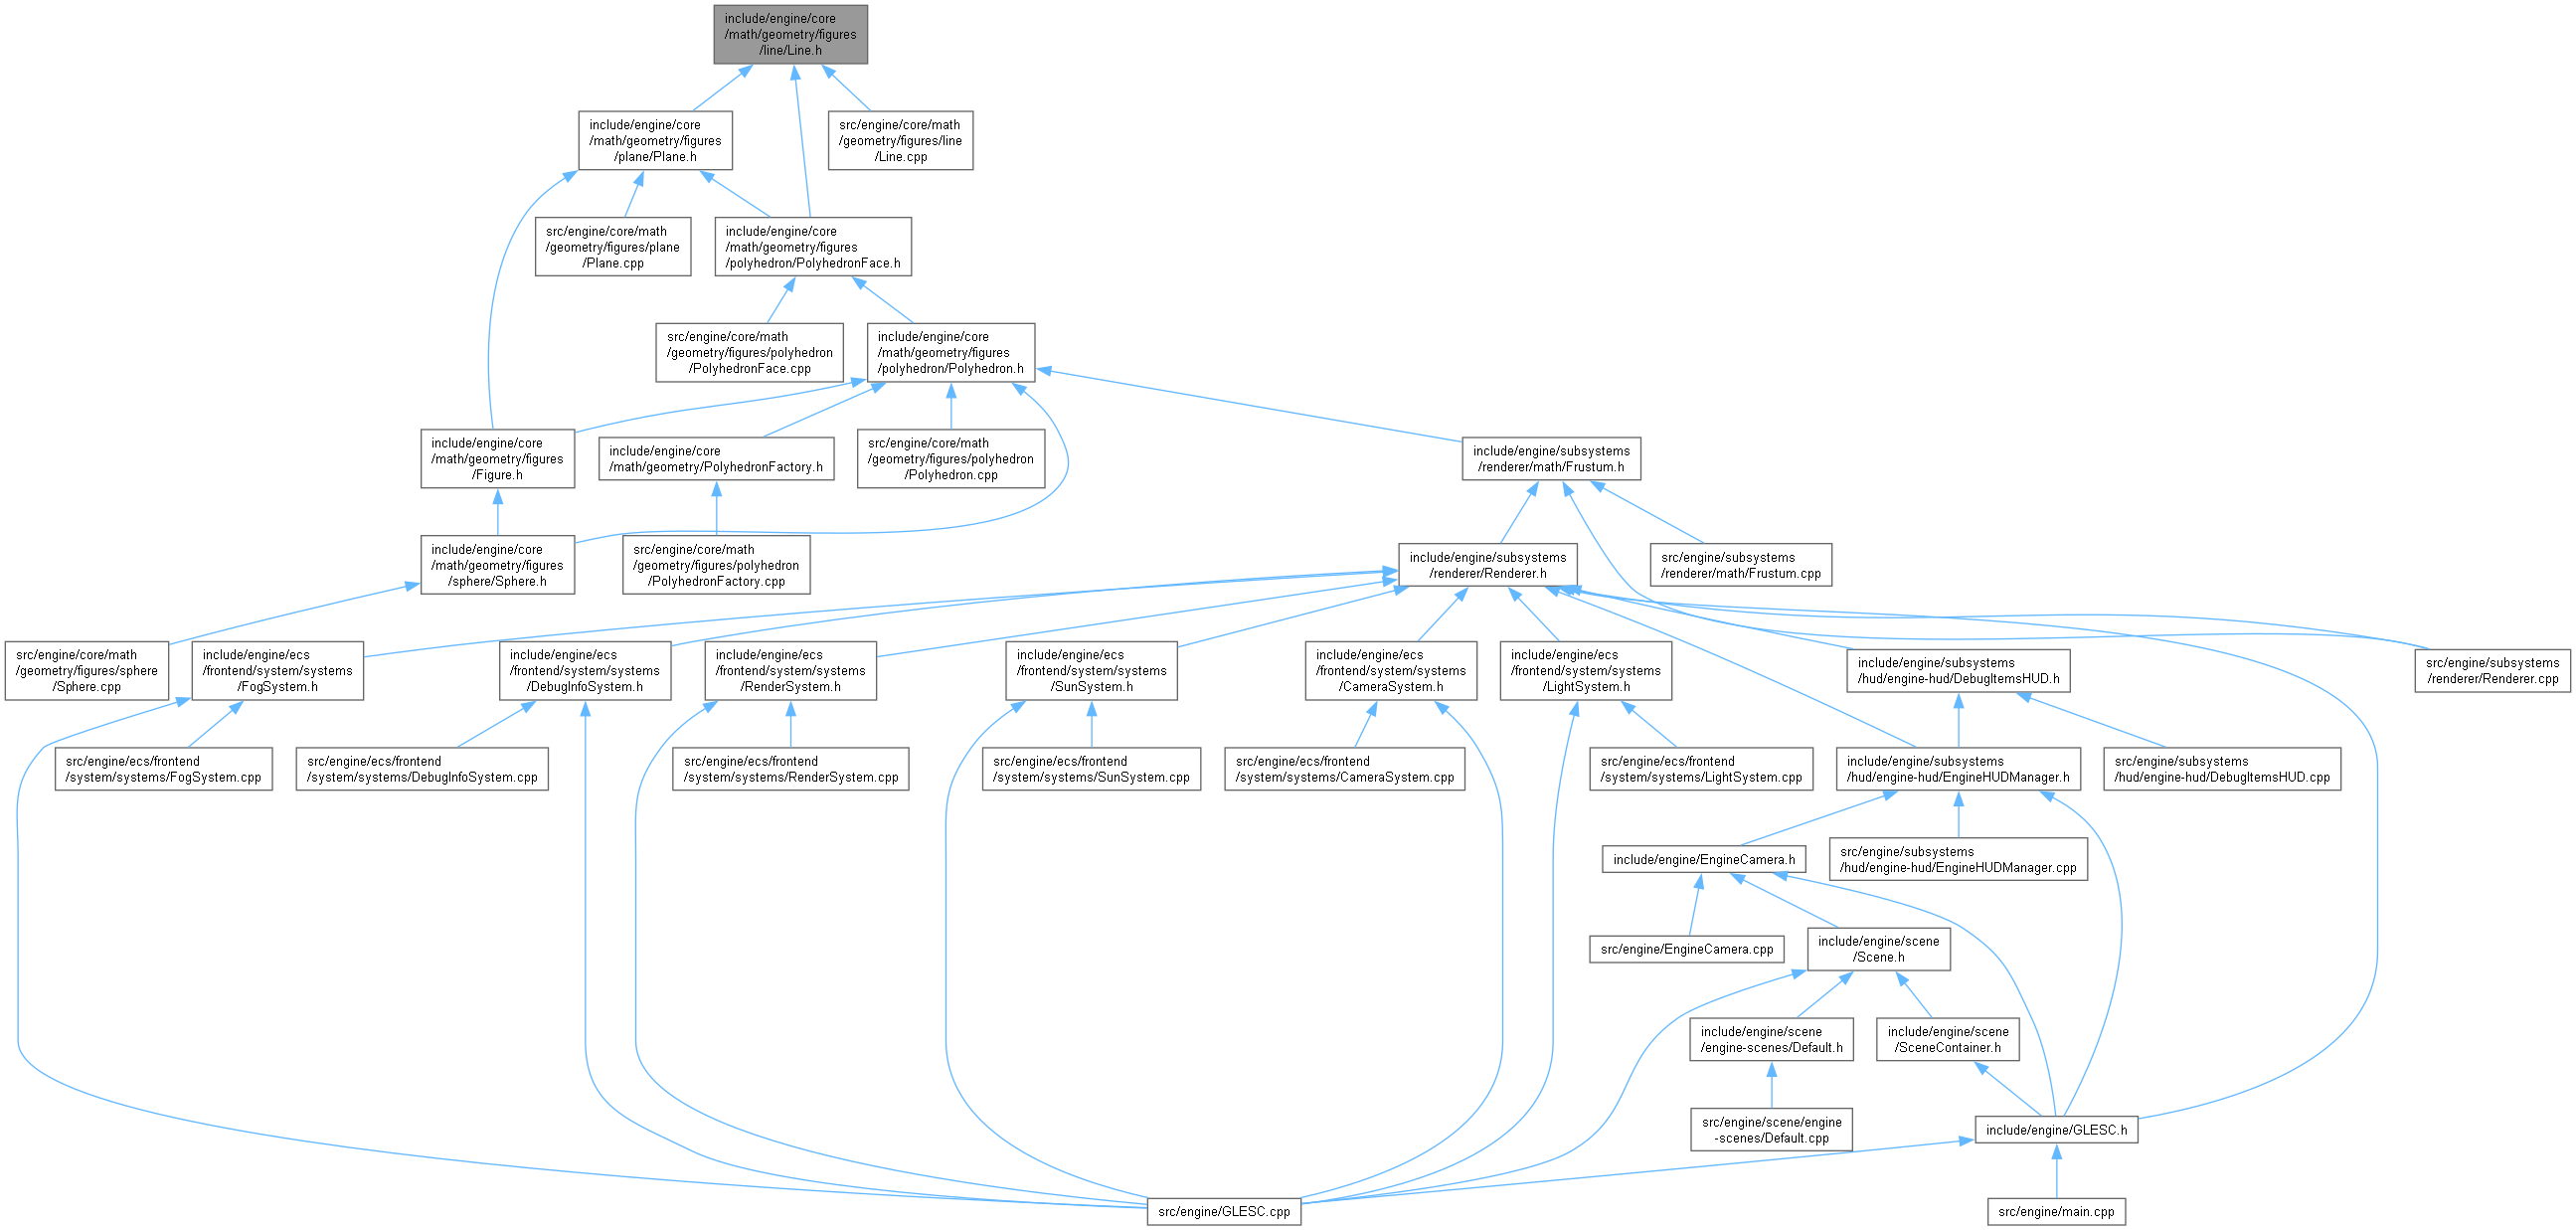 include/engine/core
/math/geometry/figures
/line/Line.h
include/engine/core
/math/geometry/figures
/plane/Plane.h
src/engine/core/math
/geometry/figures/line
/Line.cpp
src/engine/core/math
/geometry/figures/plane
/Plane.cpp
include/engine/core
/math/geometry/figures
/polyhedron/PolyhedronFace.h
src/engine/core/math
/geometry/figures/polyhedron
/PolyhedronFace.cpp
include/engine/core
/math/geometry/figures
/polyhedron/Polyhedron.h
include/engine/core
/math/geometry/figures
/Figure.h
include/engine/core
/math/geometry/PolyhedronFactory.h
src/engine/core/math
/geometry/figures/polyhedron
/Polyhedron.cpp
include/engine/subsystems
/renderer/math/Frustum.h
include/engine/core
/math/geometry/figures
/sphere/Sphere.h
src/engine/core/math
/geometry/figures/polyhedron
/PolyhedronFactory.cpp
include/engine/subsystems
/renderer/Renderer.h
src/engine/subsystems
/renderer/math/Frustum.cpp
src/engine/core/math
/geometry/figures/sphere
/Sphere.cpp
include/engine/ecs
/frontend/system/systems
/FogSystem.h
include/engine/ecs
/frontend/system/systems
/DebugInfoSystem.h
include/engine/ecs
/frontend/system/systems
/RenderSystem.h
include/engine/ecs
/frontend/system/systems
/SunSystem.h
include/engine/ecs
/frontend/system/systems
/CameraSystem.h
include/engine/ecs
/frontend/system/systems
/LightSystem.h
include/engine/subsystems
/hud/engine-hud/DebugItemsHUD.h
src/engine/subsystems
/renderer/Renderer.cpp
src/engine/ecs/frontend
/system/systems/FogSystem.cpp
src/engine/ecs/frontend
/system/systems/DebugInfoSystem.cpp
src/engine/ecs/frontend
/system/systems/RenderSystem.cpp
src/engine/ecs/frontend
/system/systems/SunSystem.cpp
src/engine/ecs/frontend
/system/systems/CameraSystem.cpp
src/engine/ecs/frontend
/system/systems/LightSystem.cpp
include/engine/subsystems
/hud/engine-hud/EngineHUDManager.h
src/engine/subsystems
/hud/engine-hud/DebugItemsHUD.cpp
include/engine/EngineCamera.h
src/engine/subsystems
/hud/engine-hud/EngineHUDManager.cpp
src/engine/EngineCamera.cpp
include/engine/scene
/Scene.h
include/engine/scene
/engine-scenes/Default.h
include/engine/scene
/SceneContainer.h
src/engine/scene/engine
-scenes/Default.cpp
include/engine/GLESC.h
src/engine/GLESC.cpp
src/engine/main.cpp